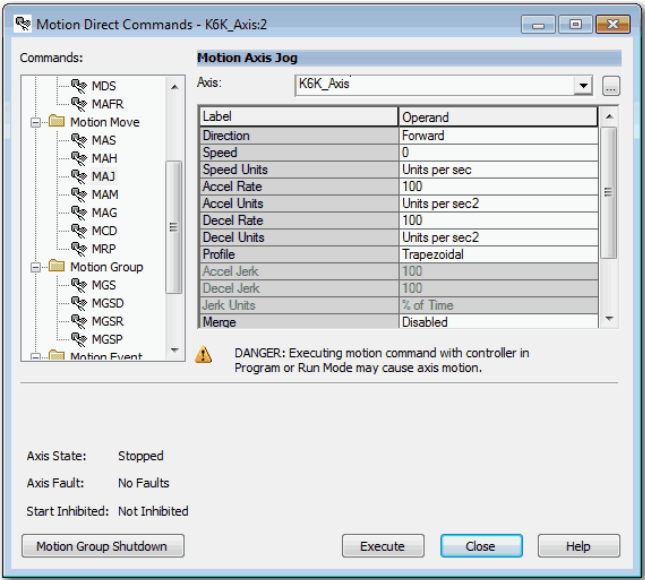 Motion Direct Commands - K6K_Axis:2
Commands:
MDS
MAFR
Motion Move
MAS
MAH
MAJ
MAM
MAG
MCD
MRP
Motion Group
MGS
MGSD
MGSR
MGSP
Motion Event
Motion Axis Jog
Axis: K6K_Axis ...
Label Operand
Direction Forward
Speed 0
Speed Units Units per sec
Accel Rate 100
Accel Units Units per sec2
Decel Rate 100
Decel Units Units per sec2
Profile Trapezoidal
Accel Jerk 100
Decel Jerk 100
Jerk Units % of Time
Merge Disabled
DANGER: Executing motion command with controller in
Program or Run Mode may cause axis motion.
Axis State: Stopped
Axis Fault: No Faults
Start Inhibited: Not Inhibited
Motion Group Shutdown Execute Close Help